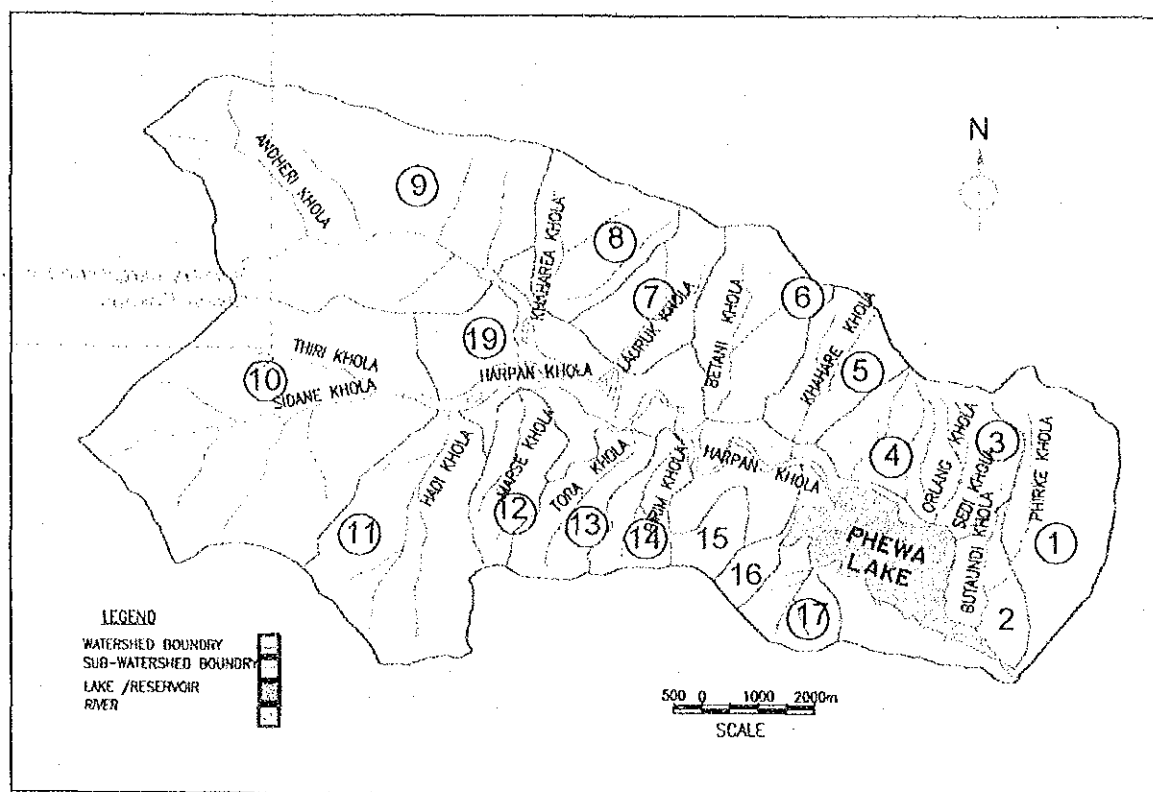 N
ANDHERI KHOLA
9
KHAHAREA KHOLA
8
7
LAURUK KHOLA
BETANI KHOLA
6
KHAHARE KHOLA
5
19
HARPAN KHOLA
THIRI KHOLA
10
SIDANE KHOLA
HADI KHOLA
11
MARSE KHOLA
12
TORA KHOLA
13
14
HARPAN KHOLA
15
16
17
4
ORLANG KHOLA
3
SEDI KHOLA
BUTAUNDI KHOLA
PHIRKE KHOLA
1
2
PHEWA
LAKE
LEGEND
WATERSHED BOUNDRY
SUB-WATERSHED BOUNDRY
LAKE /RESERVOIR
RIVER
500 0 1000 2000m
SCALE